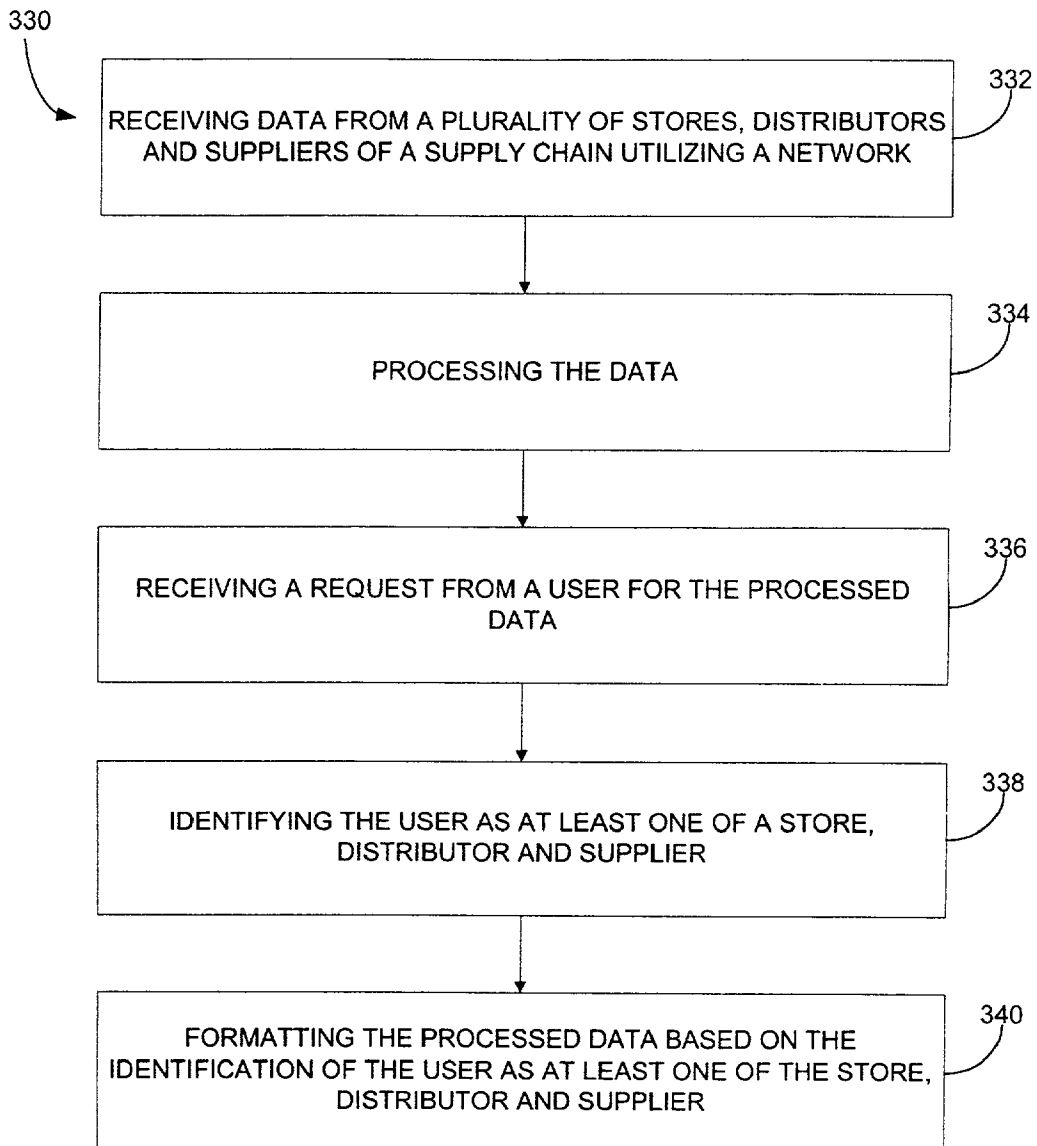 330
332
RECEIVING DATA FROM A PLURALITY OF STORES, DISTRIBUTORS
AND SUPPLIERS OF A SUPPLY CHAIN UTILIZING A NETWORK
334
PROCESSING THE DATA
336
RECEIVING A REQUEST FROM A USER FOR THE PROCESSED
DATA
338
IDENTIFYING THE USER AS AT LEAST ONE OF A STORE,
DISTRIBUTOR AND SUPPLIER
340
FORMATTING THE PROCESSED DATA BASED ON THE
IDENTIFICATION OF THE USER AS AT LEAST ONE OF THE STORE,
DISTRIBUTOR AND SUPPLIER